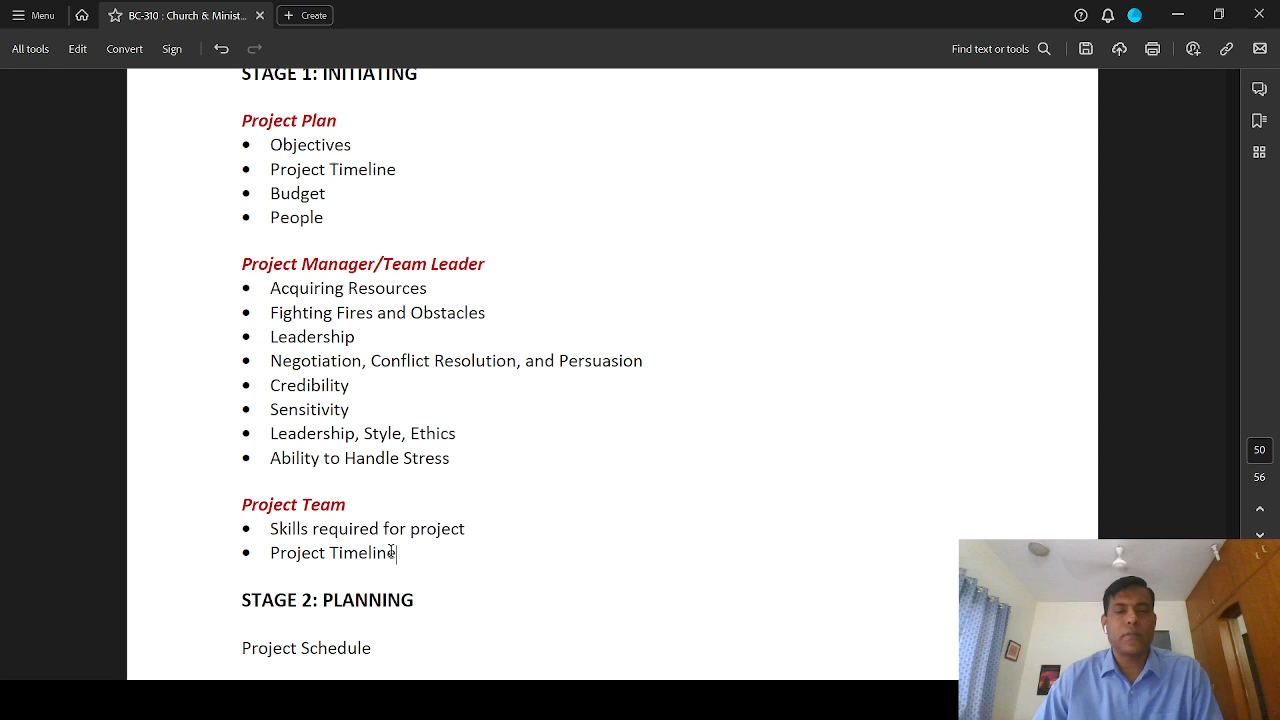 Menu
BC-310 : Church & Minist...
Create
All tools
Edit
Convert
Sign
Find text or tools
STAGE 1: INITIATING
Project Plan
• Objectives
• Project Timeline
• Budget
• People
Project Manager/Team Leader
• Acquiring Resources
• Fighting Fires and Obstacles
• Leadership
• Negotiation, Conflict Resolution, and Persuasion
• Credibility
• Sensitivity
• Leadership, Style, Ethics
• Ability to Handle Stress
Project Team
• Skills required for project
• Project Timeline
STAGE 2: PLANNING
Project Schedule
50
56